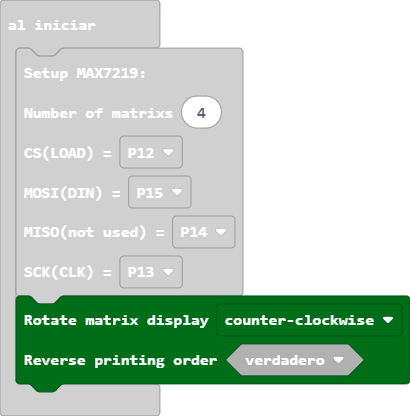 al iniciar
Setup MAX7219:
Number of matrixs 4
CS(LOAD) = P12
MOSI(DIN) = P15
MISO(not used) = P14
SCK(CLK) = P13
Rotate matrix display counter-clockwise
Reverse printing order verdadero